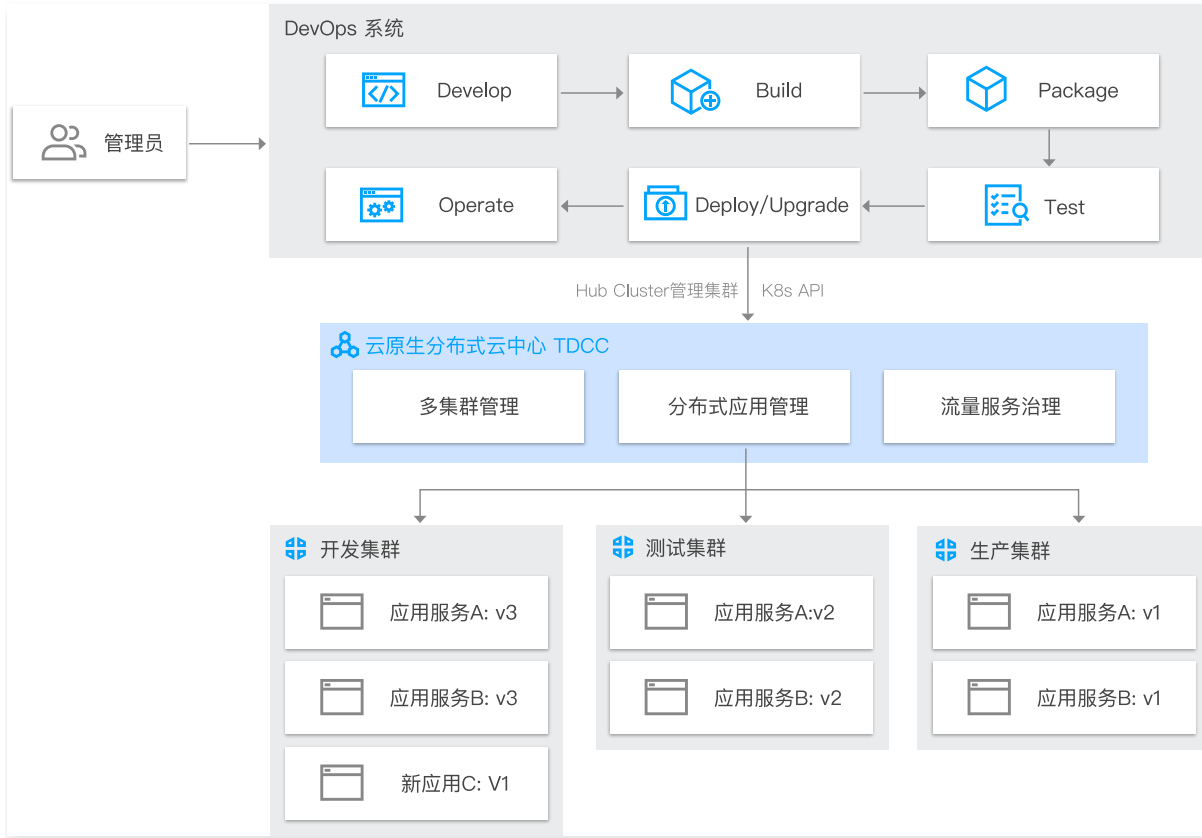 DevOps 系统
Develop
Build
Package
管理员
Operate
Deploy/Upgrade
Test
Hub Cluster管理集群
K8s API
云原生分布式云中心 TDCC
多集群管理
分布式应用管理
流量服务治理
开发集群
测试集群
生产集群
应用服务A: v3
应用服务A:v2
应用服务A: v1
应用服务B: v3
应用服务B: v2
应用服务B: v1
新应用C: V1